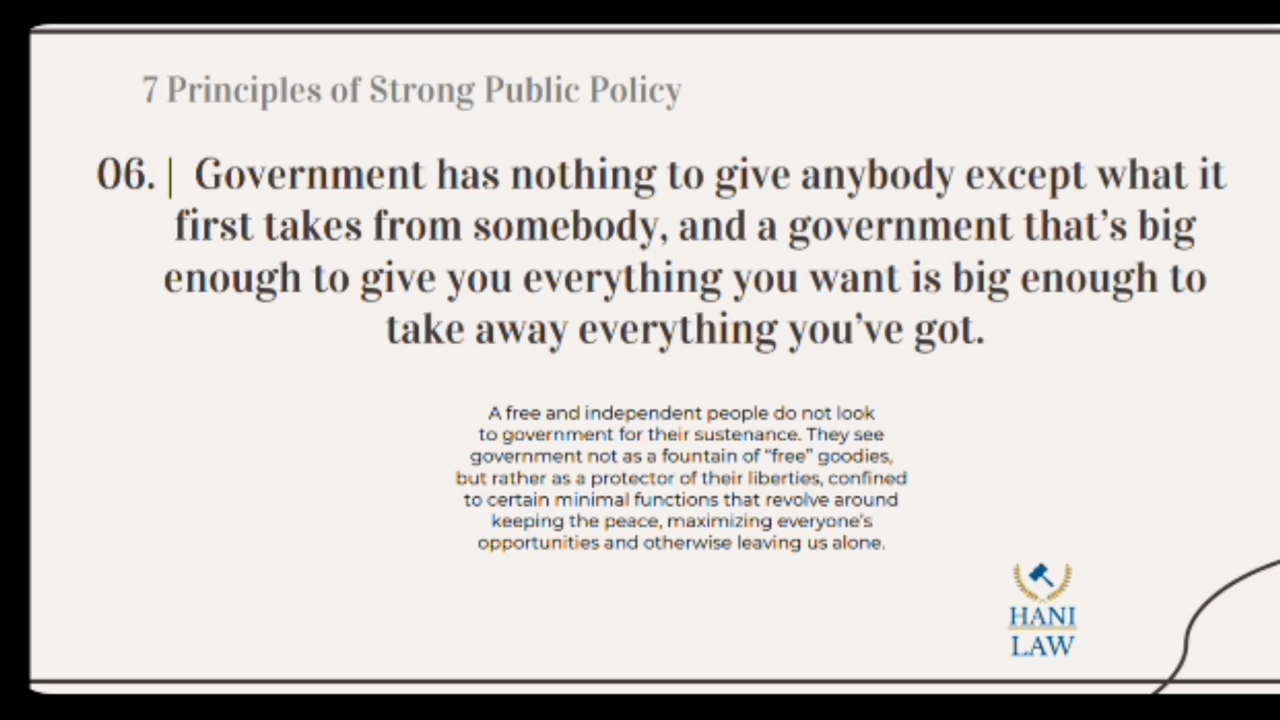 7 Principles of Strong Public Policy
06. | Government has nothing to give anybody except what it
first takes from somebody, and a government that’s big
enough to give you everything you want is big enough to
take away everything you’ve got.
A free and independent people do not look
to government for their sustenance. They see
government not as a fountain of “free” goodies,
but rather as a protector of their liberties, confined
to certain minimal functions that revolve around
keeping the peace, maximizing everyone’s
opportunities and otherwise leaving us alone.
HANI
LAW